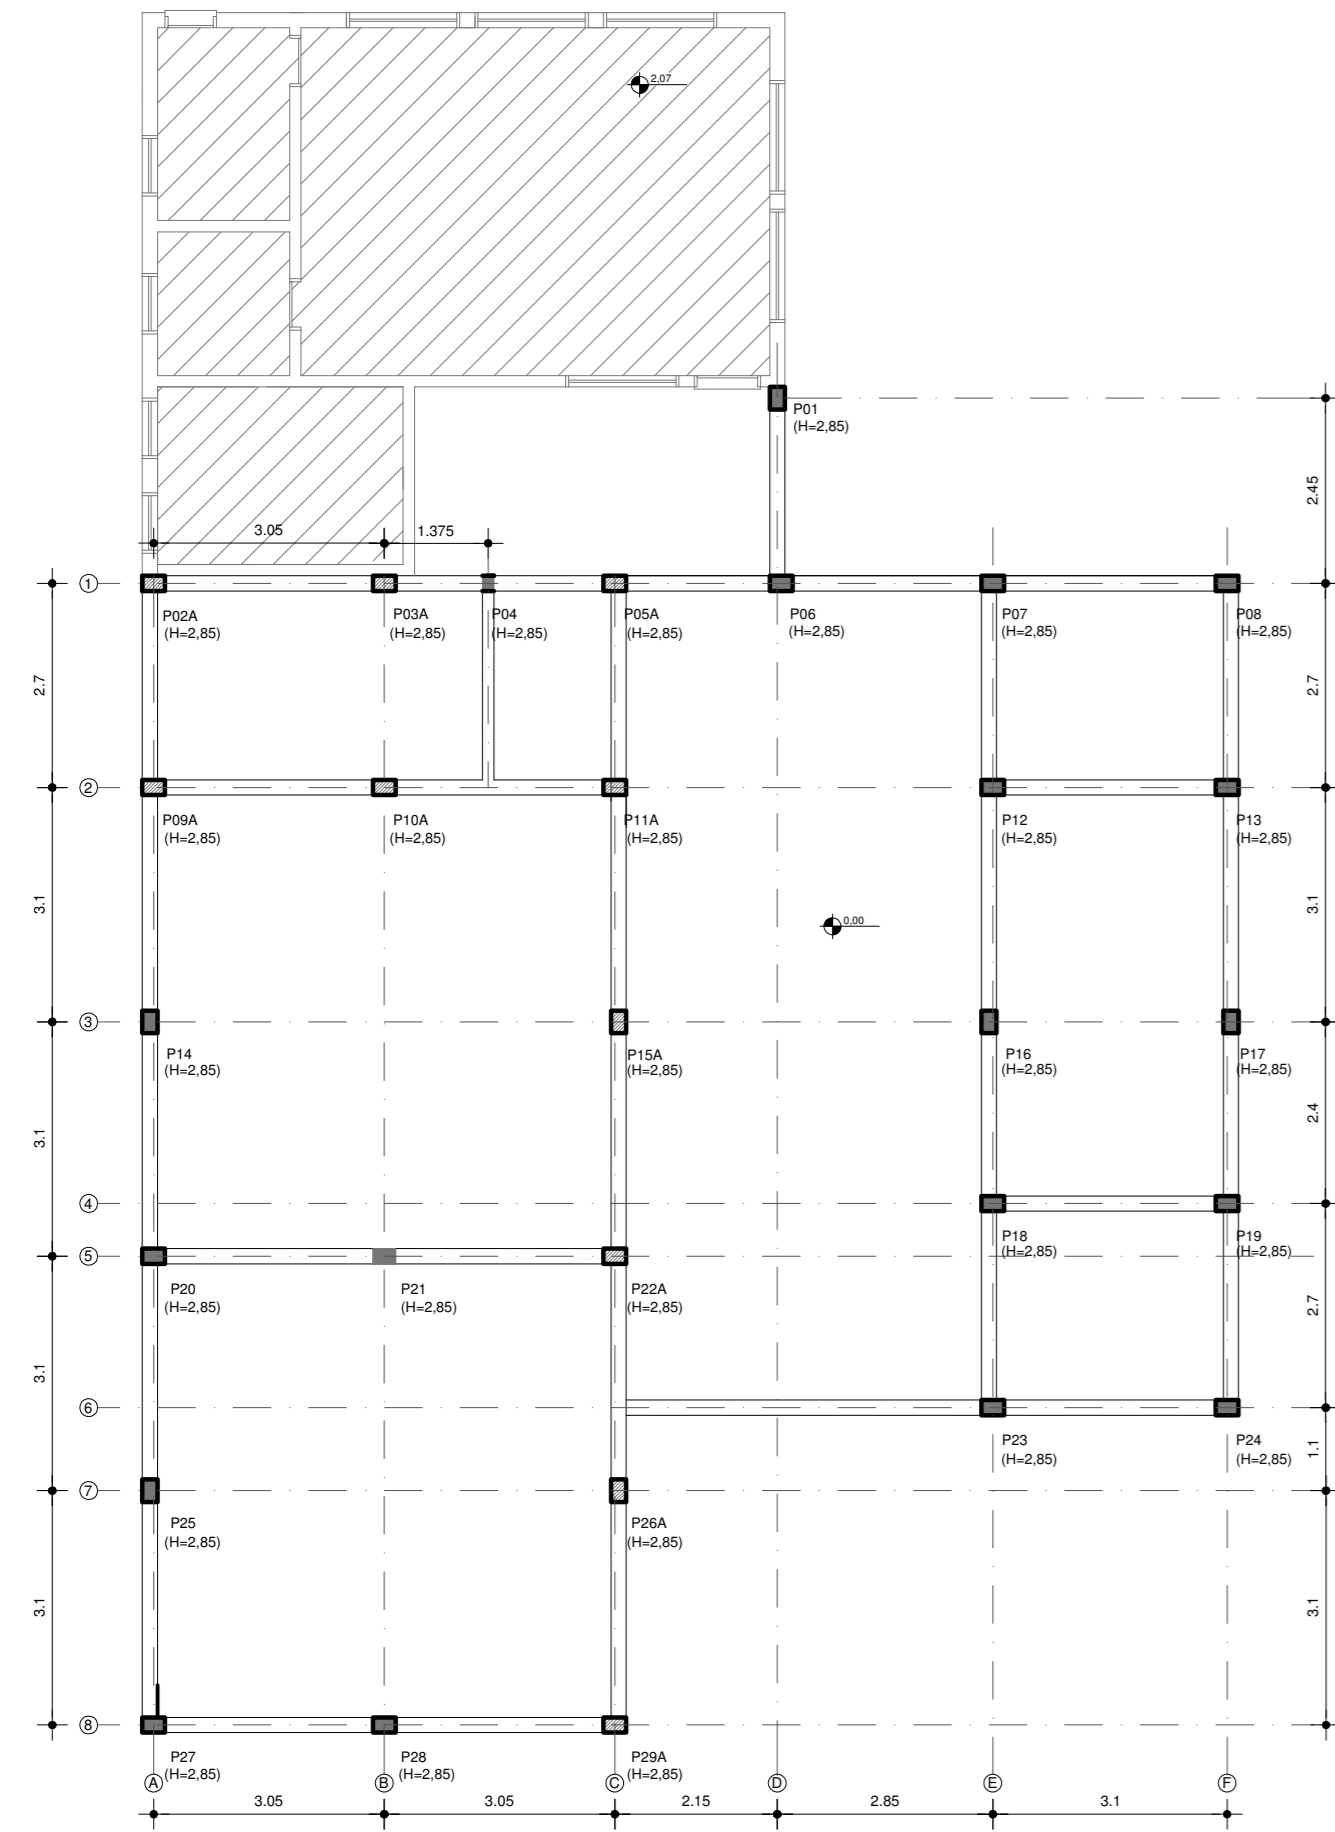 2,07
P01
(H=2,85)
2.45
3.05
1.375
1
P02A
(H=2,85)
P03A
(H=2,85)
P04
(H=2,85)
P05A
(H=2,85)
P06
(H=2,85)
P07
(H=2,85)
P08
(H=2,85)
2.7
2.7
2
P09A
(H=2,85)
P10A
(H=2,85)
P11A
(H=2,85)
P12
(H=2,85)
P13
(H=2,85)
3.1
0,00
3.1
3
P14
(H=2,85)
P15A
(H=2,85)
P16
(H=2,85)
P17
(H=2,85)
3.1
2.4
4
P18
(H=2,85)
P19
(H=2,85)
5
P20
(H=2,85)
P21
(H=2,85)
P22A
(H=2,85)
2.7
3.1
6
P23
(H=2,85)
P24
(H=2,85)
1.1
7
P25
(H=2,85)
P26A
(H=2,85)
3.1
3.1
8
P27
(H=2,85)
P28
(H=2,85)
P29A
(H=2,85)
A
B
C
D
E
F
3.05
3.05
2.15
2.85
3.1